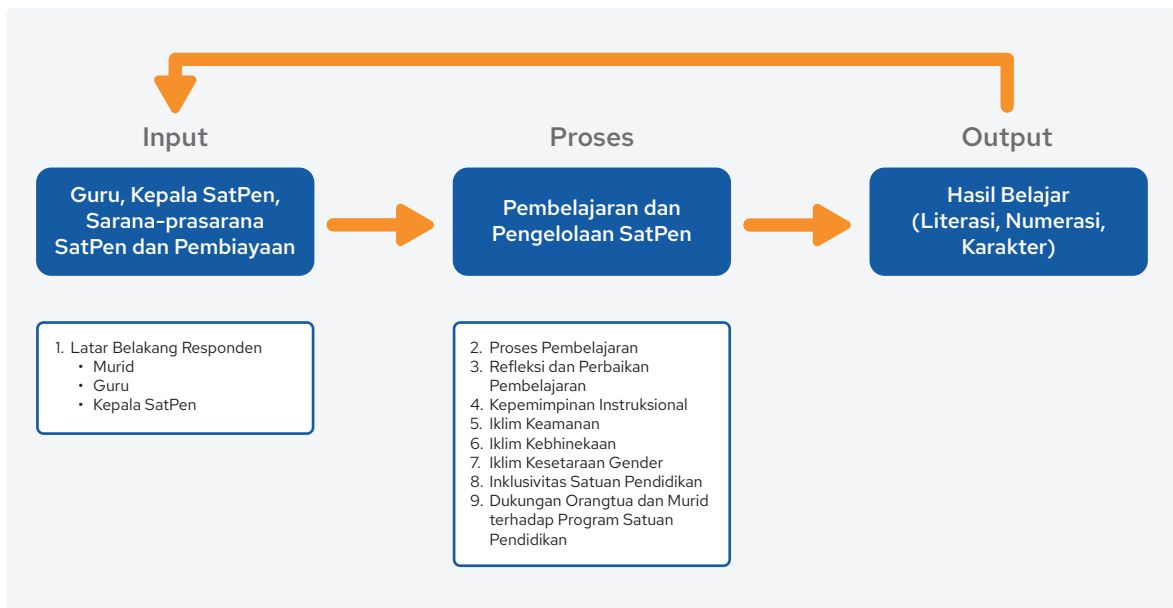 Input
Guru, Kepala SatPen,
Sarana-prasarana
SatPen dan Pembiayaan
1. Latar Belakang Responden
• Murid
• Guru
• Kepala SatPen
Proses
Pembelajaran dan
Pengelolaan SatPen
2. Proses Pembelajaran
3. Refleksi dan Perbaikan
Pembelajaran
4. Kepemimpinan Instruksional
5. Iklim Keamanan
6. Iklim Kebhinekaan
7. Iklim Kesetaraan Gender
8. Inklusivitas Satuan Pendidikan
9. Dukungan Orangtua dan Murid
terhadap Program Satuan
Pendidikan
Output
Hasil Belajar
(Literasi, Numerasi,
Karakter)